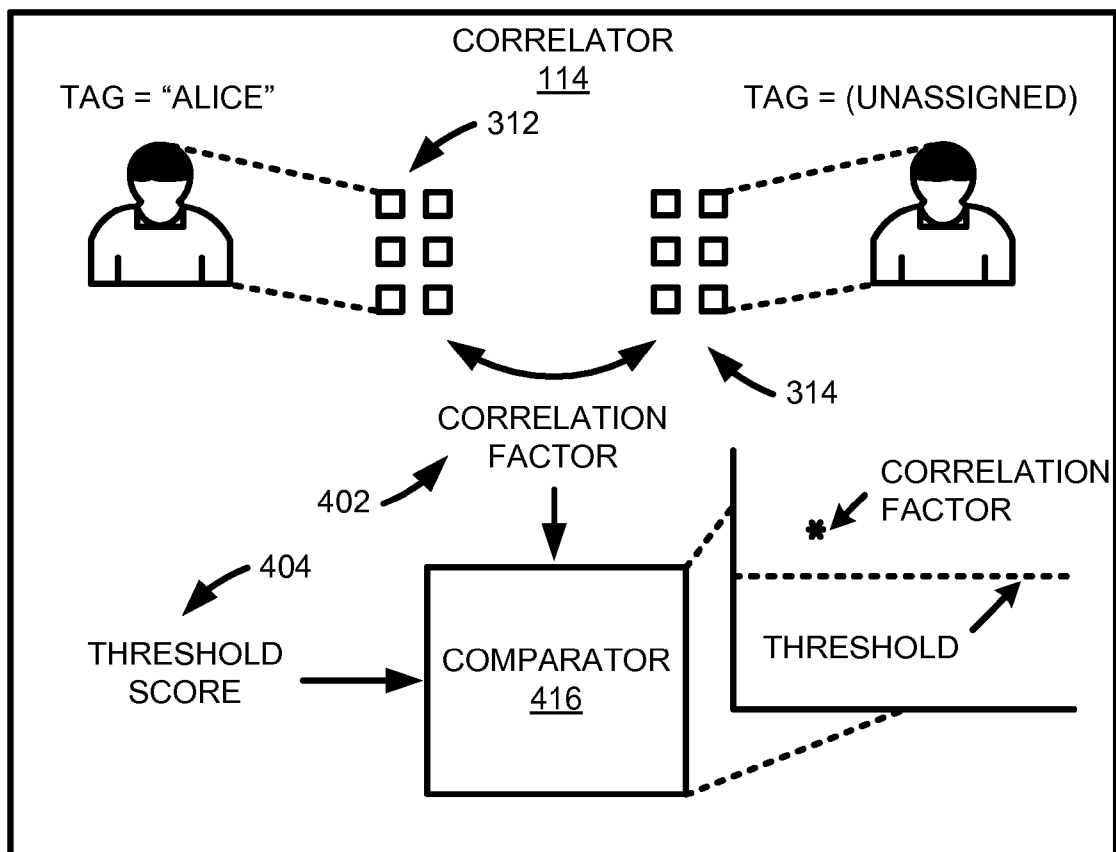 CORRELATOR
114
TAG = “ALICE”
TAG = (UNASSIGNED)
312
314
CORRELATION
FACTOR
402
CORRELATION
FACTOR
404
THRESHOLD
SCORE
COMPARATOR
416
THRESHOLD